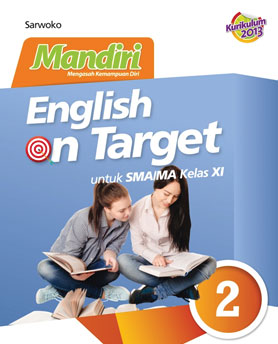 Sarwoko
Kurikulum
2013
Mandiri
Mengasah Kemampuan Diri
English
On Target
untuk SMA/MA Kelas XI
2